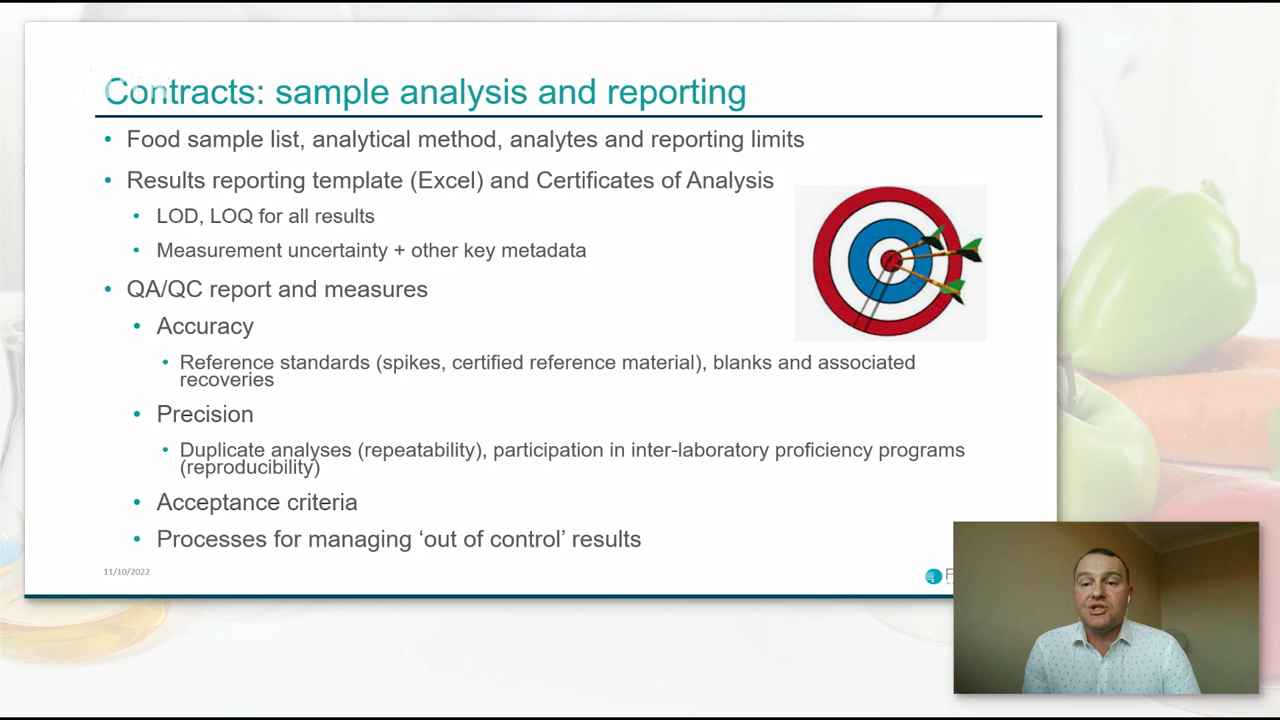 Contracts: sample analysis and reporting
Food sample list, analytical method, analytes and reporting limits
Results reporting template (Excel) and Certificates of Analysis
LOD, LOQ for all results
Measurement uncertainty + other key metadata
QA/QC report and measures
Accuracy
Reference standards (spikes, certified reference material), blanks and associated
recoveries
Precision
Duplicate analyses (repeatability), participation in inter-laboratory proficiency programs
(reproducibility)
Acceptance criteria
Processes for managing ‘out of control’ results
11/10/2022